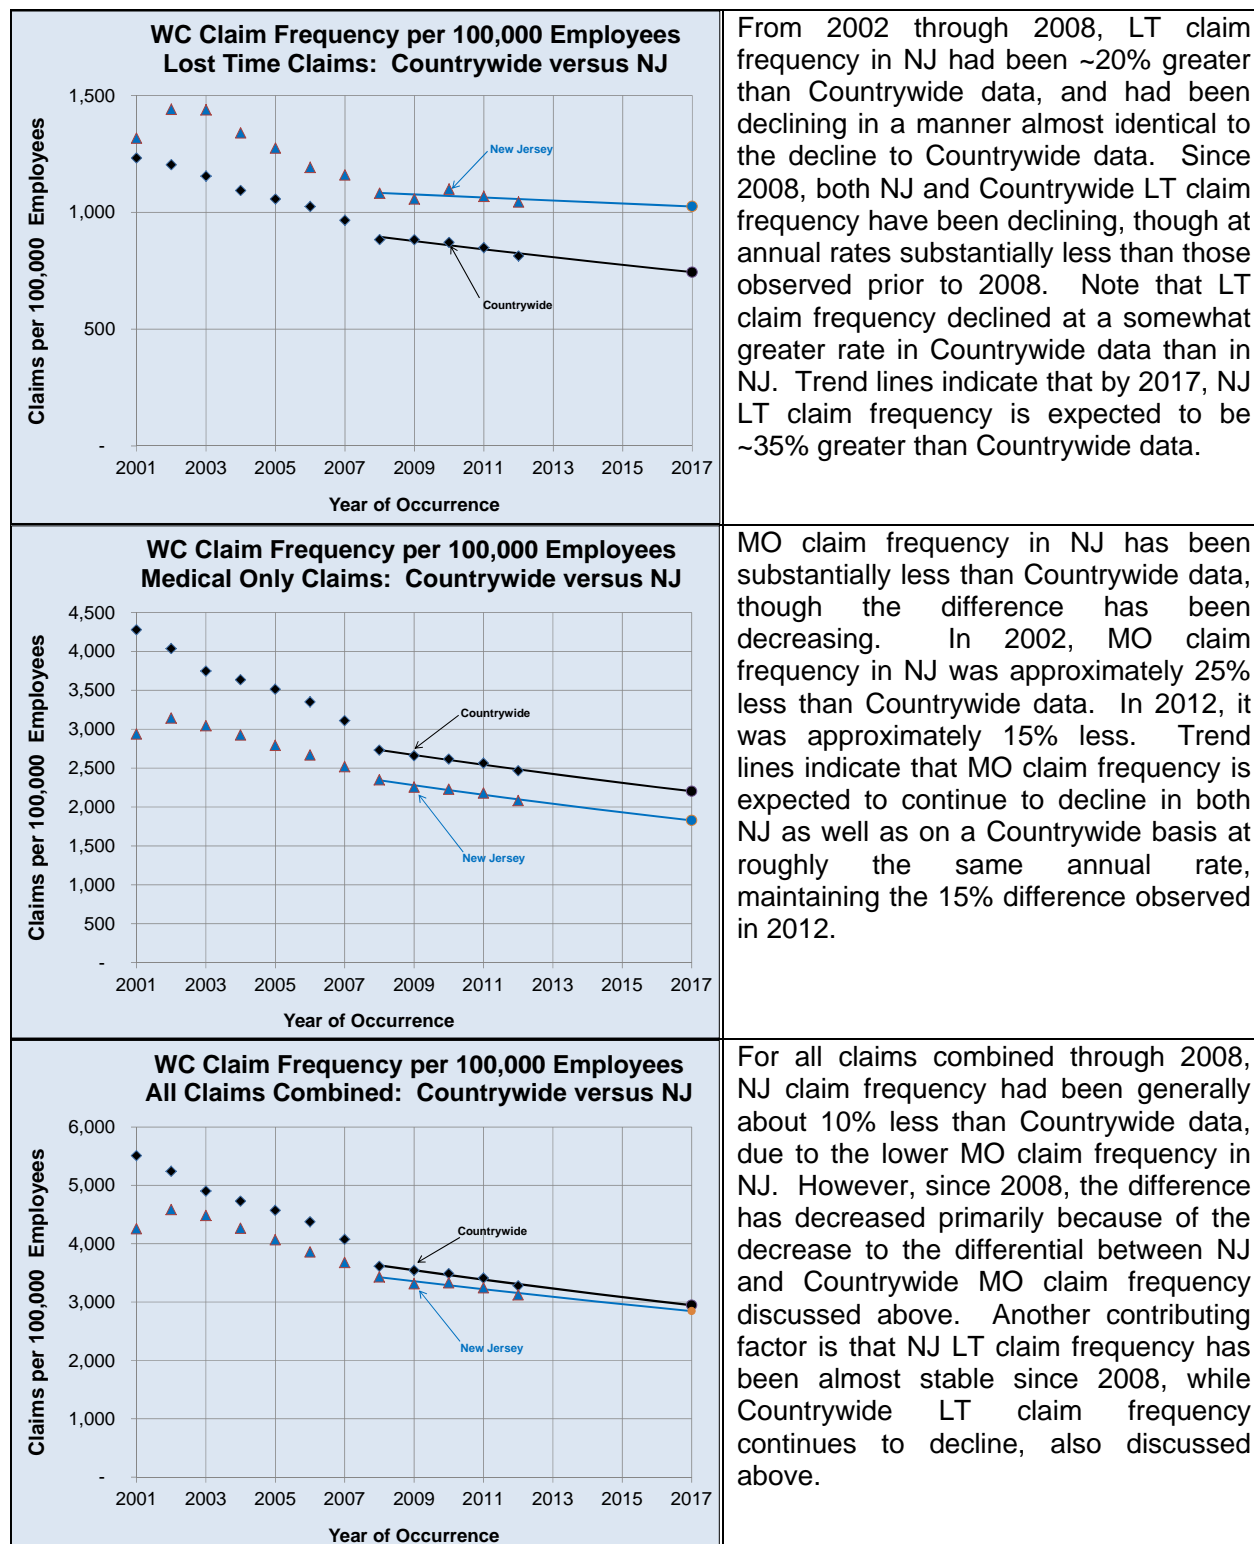 WC Claim Frequency per 100,000 Employees
Lost Time Claims:  Countrywide versus NJ
Claims per 100,000  Employees
1,500
1,000
500
-
New Jersey
Countrywide
2001 2003 2005 2007 2009 2011 2013 2015 2017
Year of Occurrence
From 2002 through 2008, LT claim
frequency in NJ had been ~20% greater
than Countrywide data, and had been
declining in a manner almost identical to
the decline to Countrywide data.  Since
2008, both NJ and Countrywide LT claim
frequency have been declining, though at
annual rates substantially less than those
observed prior to 2008.  Note that LT
claim frequency declined at a somewhat
greater rate in Countrywide data than in
NJ.  Trend lines indicate that by 2017, NJ
LT claim frequency is expected to be
~35% greater than Countrywide data.
WC Claim Frequency per 100,000 Employees
Medical Only Claims:  Countrywide versus NJ
Claims per 100,000  Employees
4,500
4,000
3,500
3,000
2,500
2,000
1,500
1,000
500
-
Countrywide
New Jersey
2001 2003 2005 2007 2009 2011 2013 2015 2017
Year of Occurrence
MO claim frequency in NJ has been
substantially less than Countrywide data,
though the difference has been
decreasing.  In 2002, MO claim
frequency in NJ was approximately 25%
less than Countrywide data.  In 2012, it
was approximately 15% less.  Trend
lines indicate that MO claim frequency is
expected to continue to decline in both
NJ as well as on a Countrywide basis at
roughly the same annual rate,
maintaining the 15% difference observed
in 2012.
WC Claim Frequency per 100,000 Employees
All Claims Combined:  Countrywide versus NJ
Claims per 100,000  Employees
6,000
5,000
4,000
3,000
2,000
1,000
-
Countrywide
New Jersey
2001 2003 2005 2007 2009 2011 2013 2015 2017
Year of Occurrence
For all claims combined through 2008,
NJ claim frequency had been generally
about 10% less than Countrywide data,
due to the lower MO claim frequency in
NJ.  However, since 2008, the difference
has decreased primarily because of the
decrease to the differential between NJ
and Countrywide MO claim frequency
discussed above.  Another contributing
factor is that NJ LT claim frequency has
been almost stable since 2008, while
Countrywide LT claim frequency
continues to decline, also discussed
above.